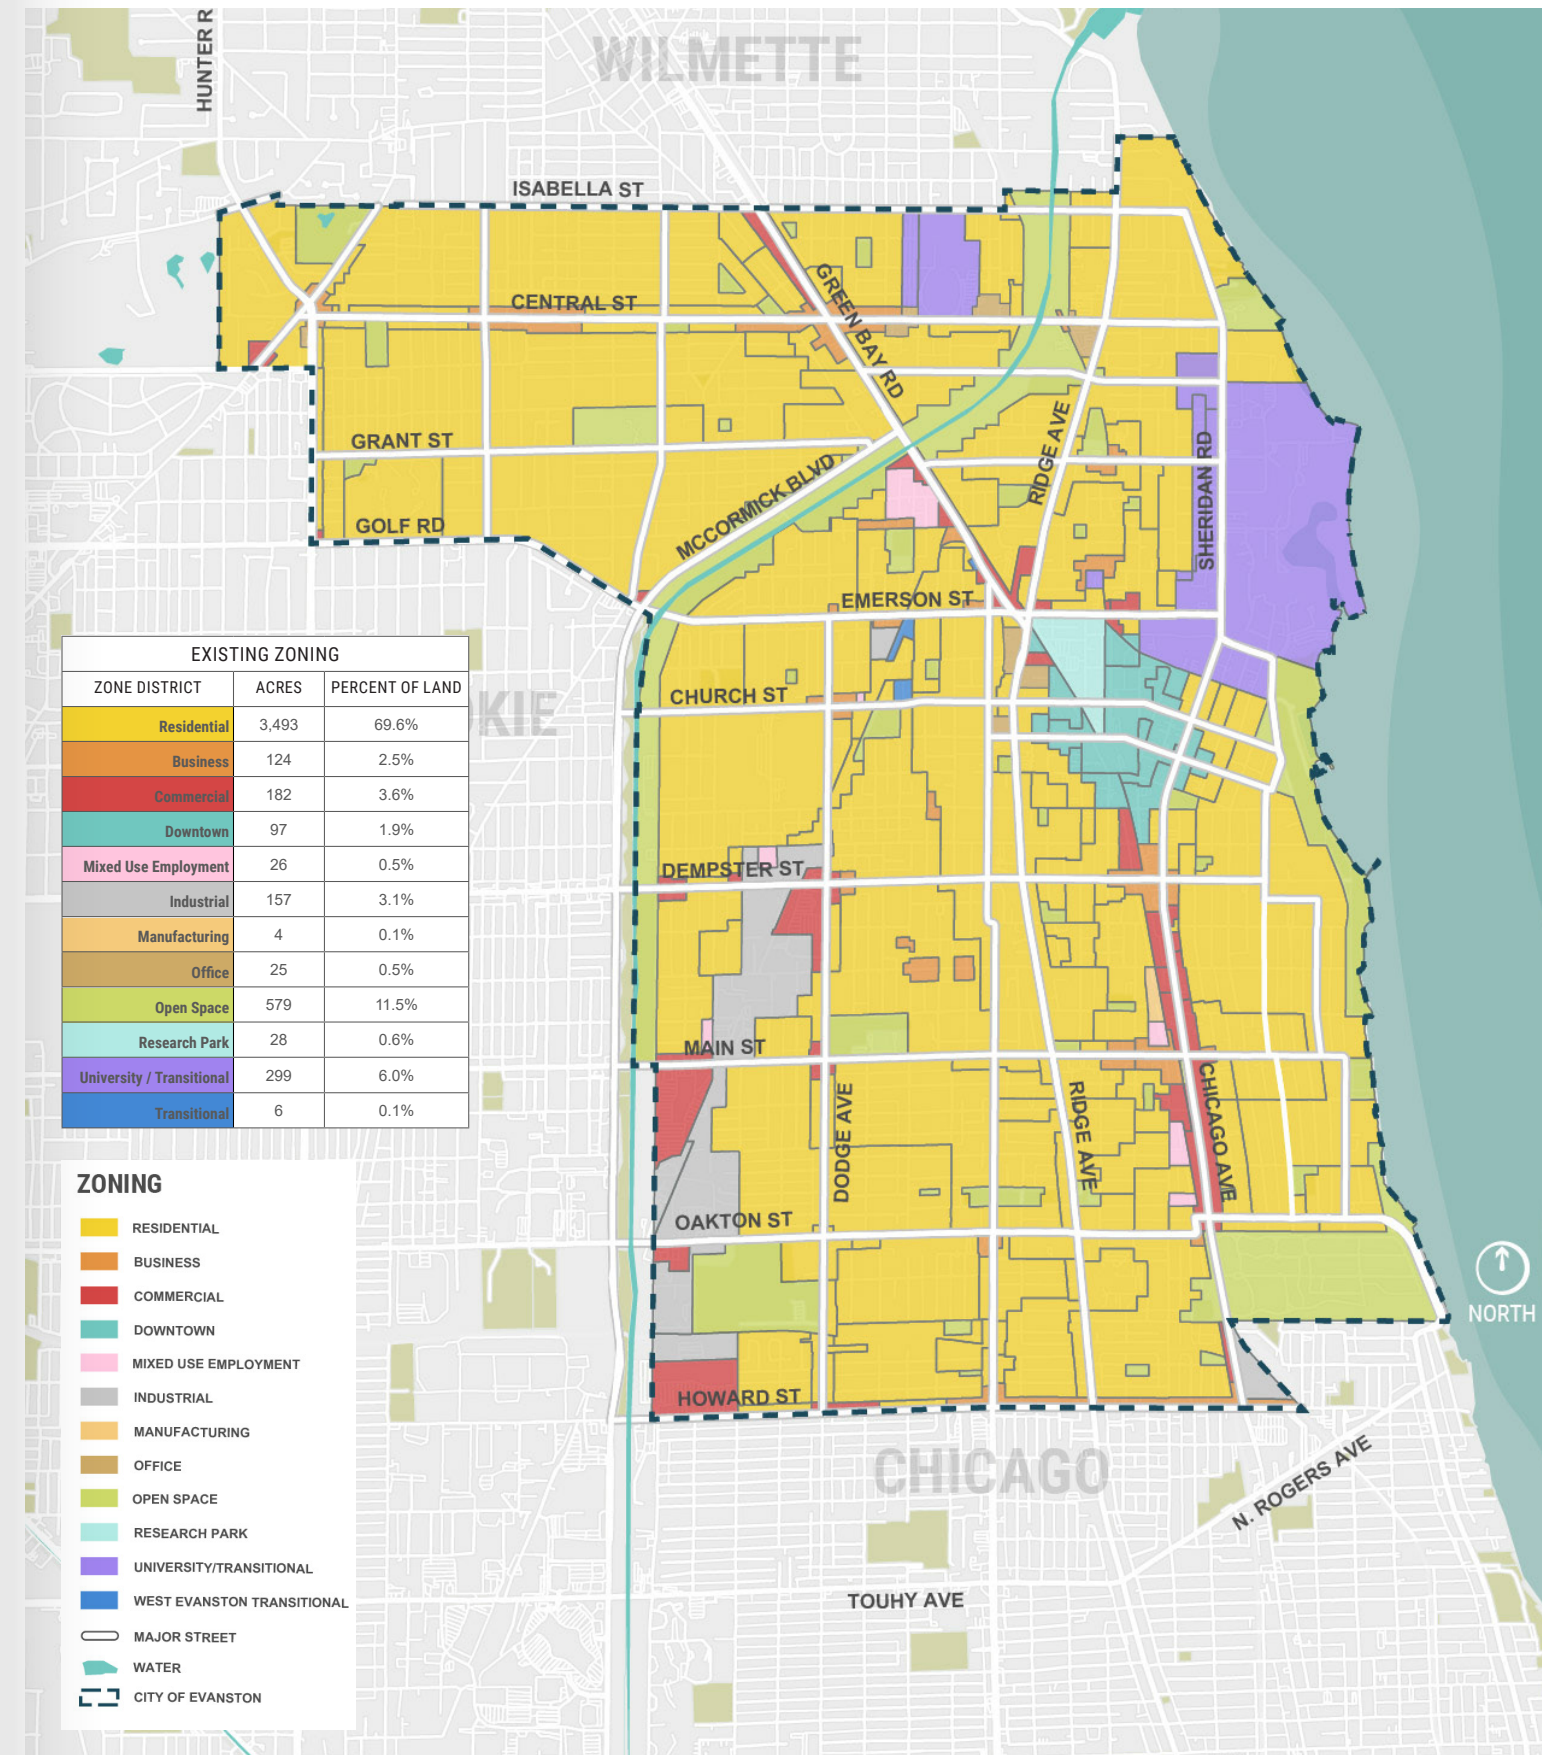 HUNTER R
WILMETTE
ISABELLA ST
GREEN BAY RD
CENTRAL ST
GRANT ST
RIDGE AVE
SHERIDAN RD
MCCORMICK BLVD
GOLF RD
EMERSON ST
KIE
CHURCH ST
EXISTING ZONING
ZONE DISTRICT ACRES PERCENT OF LAND
Residential 3,493 69.6%
Business 124 2.5%
Commercial 182 3.6%
Downtown 97 1.9%
Mixed Use Employment 26 0.5%
Industrial 157 3.1%
Manufacturing 4 0.1%
Office 25 0.5%
Open Space 579 11.5%
Research Park 28 0.6%
University / Transitional 299 6.0%
Transitional 6 0.1%
DEMPSTER ST
MAIN ST
DODGE AVE
RIDGE AVE
CHICAGO AVE
OAKTON ST
HOWARD ST
NORTH
CHICAGO
N. ROGERS AVE
TOUHY AVE
ZONING
RESIDENTIAL
BUSINESS
COMMERCIAL
DOWNTOWN
MIXED USE EMPLOYMENT
INDUSTRIAL
MANUFACTURING
OFFICE
OPEN SPACE
RESEARCH PARK
UNIVERSITY/TRANSITIONAL
WEST EVANSTON TRANSITIONAL
MAJOR STREET
WATER
CITY OF EVANSTON